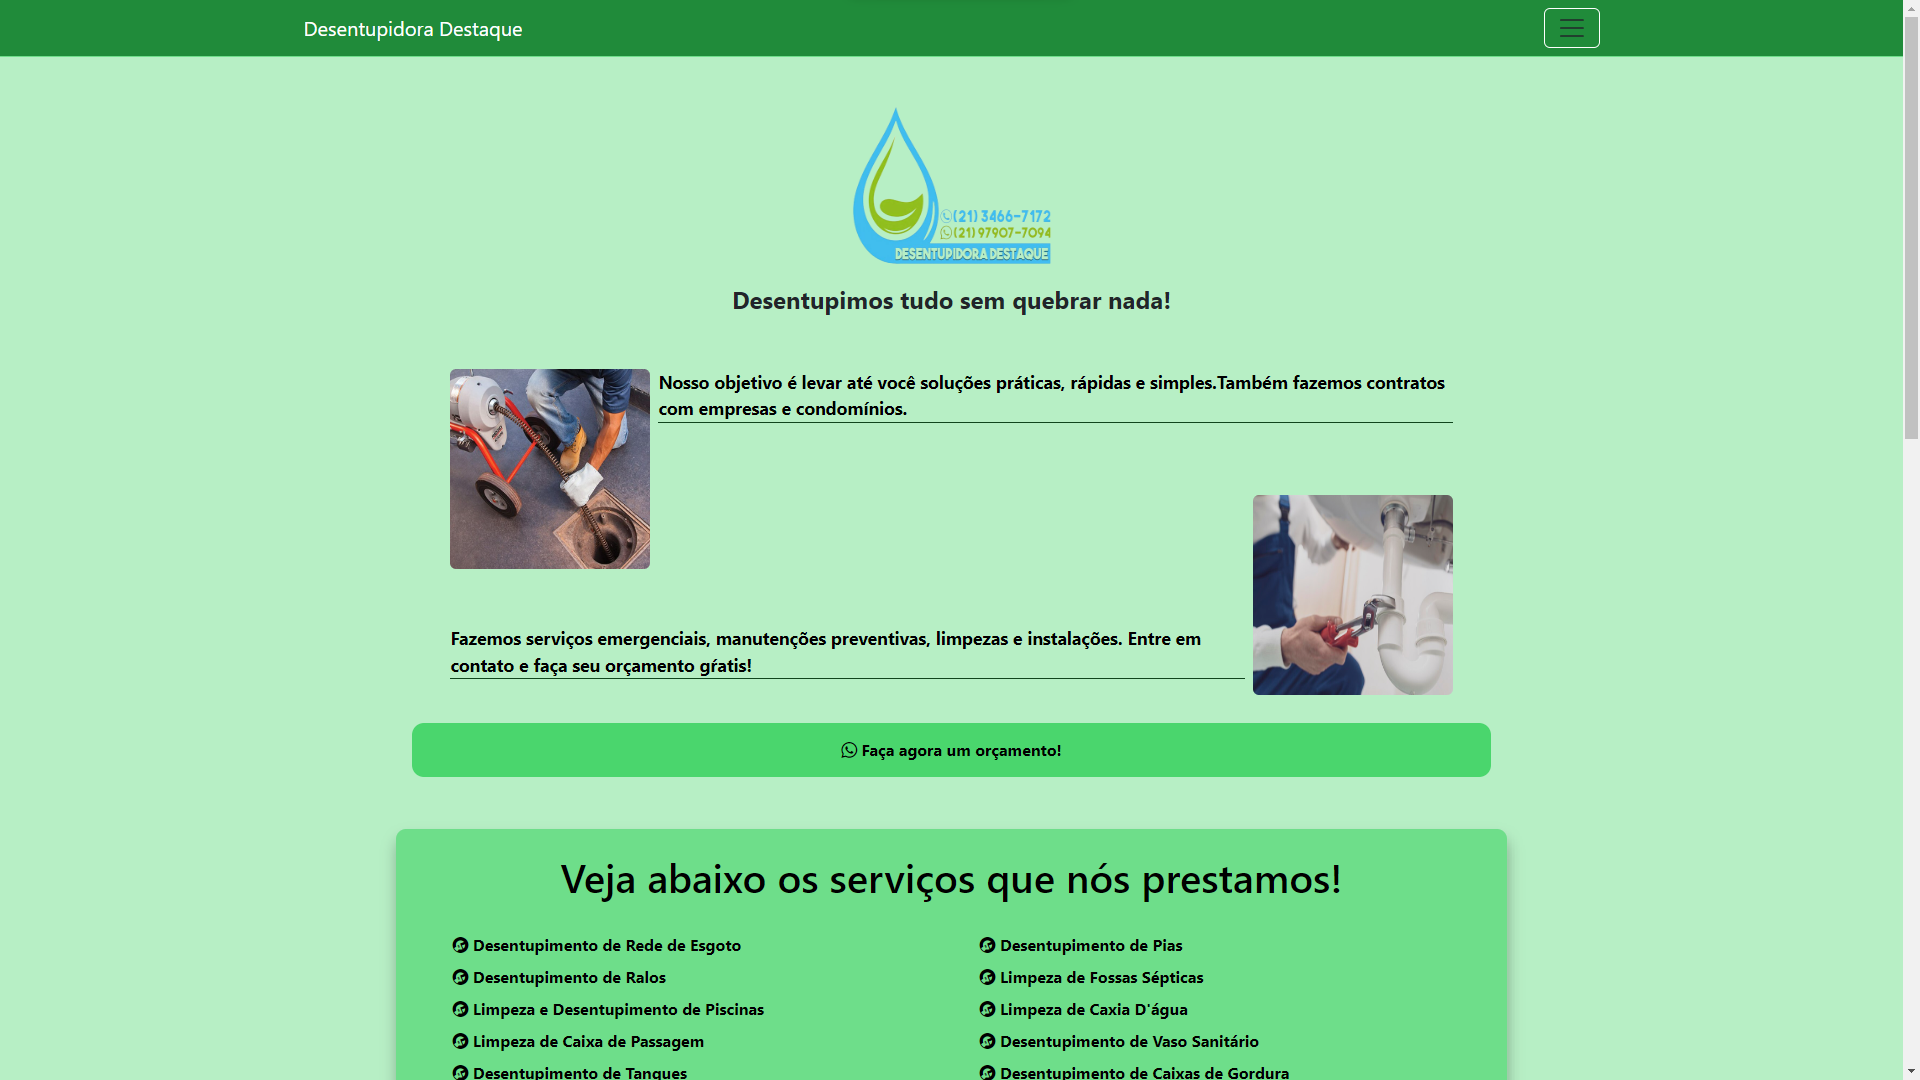 Desentupidora Destaque
(21) 3466-7172
(21) 97907-7094
DESENTUPIDORA DESTAQUE
Desentupimos tudo sem quebrar nada!
Nosso objetivo é levar até você soluções práticas, rápidas e simples.Também fazemos contratos
com empresas e condomínios.
Fazemos serviços emergenciais, manutenções preventivas, limpezas e instalações. Entre em
contato e faça seu orçamento gŕatis!
Faça agora um orçamento!
Veja abaixo os serviços que nós prestamos!
Desentupimento de Rede de Esgoto
Desentupimento de Ralos
Limpeza e Desentupimento de Piscinas
Limpeza de Caixa de Passagem
Desentupimento de Tanques
Desentupimento de Pias
Limpeza de Fossas Sépticas
Limpeza de Caxia D'água
Desentupimento de Vaso Sanitário
Desentupimento de Caixas de Gordura